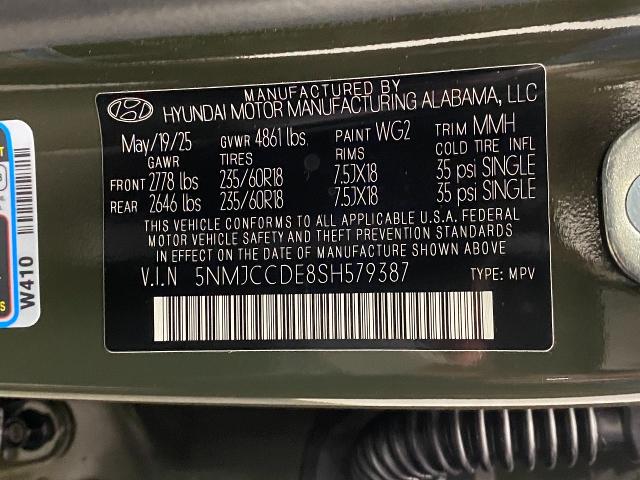 MANUFACTURED BY
HYUNDAI MOTOR MANUFACTURING ALABAMA, LLC
May/19/25 GVWR 4861 lbs. PAINT WG2 TRIM MMH
GAWR TIRES RIMS COLD TIRE INFL
FRONT 2778 lbs 235/60R18 7.5JX18 35 psi SINGLE
REAR 2646 lbs 235/60R18 7.5JX18 35 psi SINGLE
THIS VEHICLE CONFORMS TO ALL APPLICABLE U.S.A. FEDERAL
MOTOR VEHICLE SAFETY AND THEFT PREVENTION STANDARDS
IN EFFECT ON THE DATE OF MANUFACTURE SHOWN ABOVE
V.I.N 5NMJCCDE8SH579387 TYPE: MPV
W410